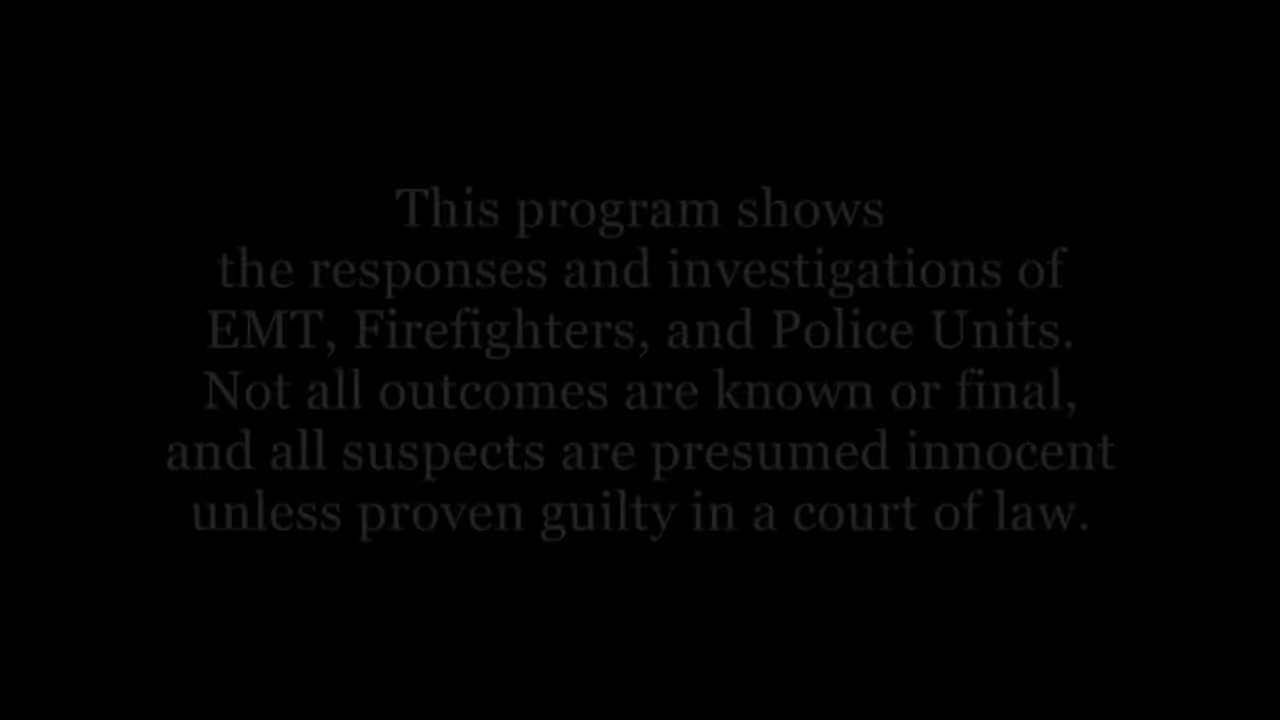 This program shows
the responses and investigations of
EMT, Firefighters, and Police Units.
Not all outcomes are known or final,
and all suspects are presumed innocent
unless proven guilty in a court of law.